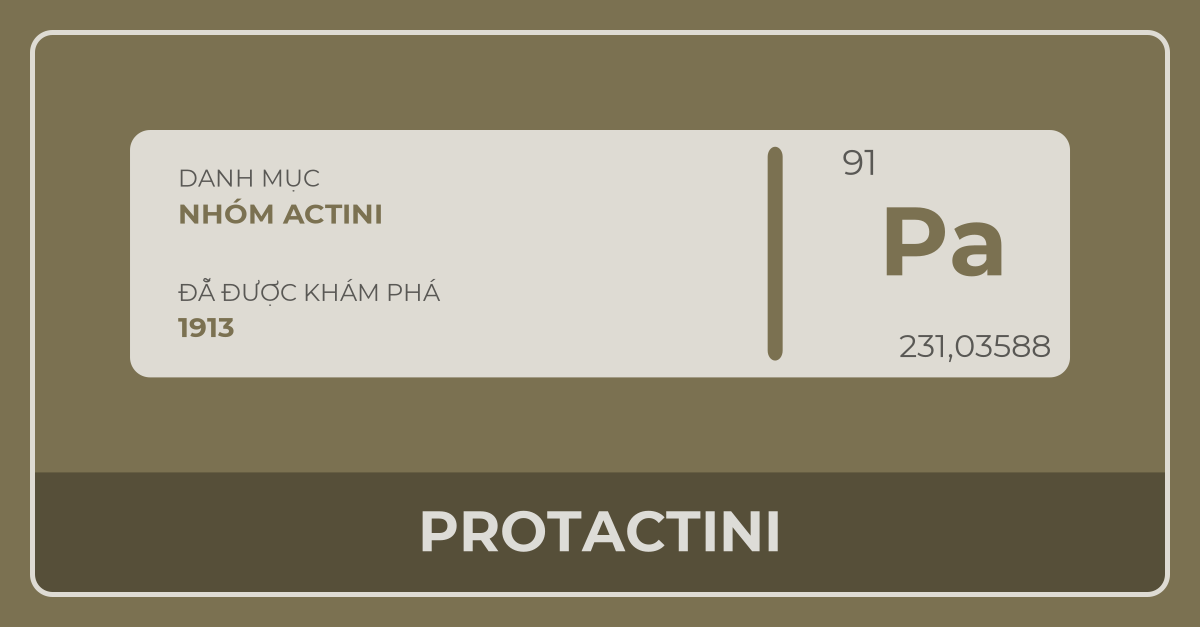 DANH MỤC
NHÓM ACTINI
ĐÃ ĐƯỢC KHÁM PHÁ
1913
91
Pa
231,03588
PROTACTINI